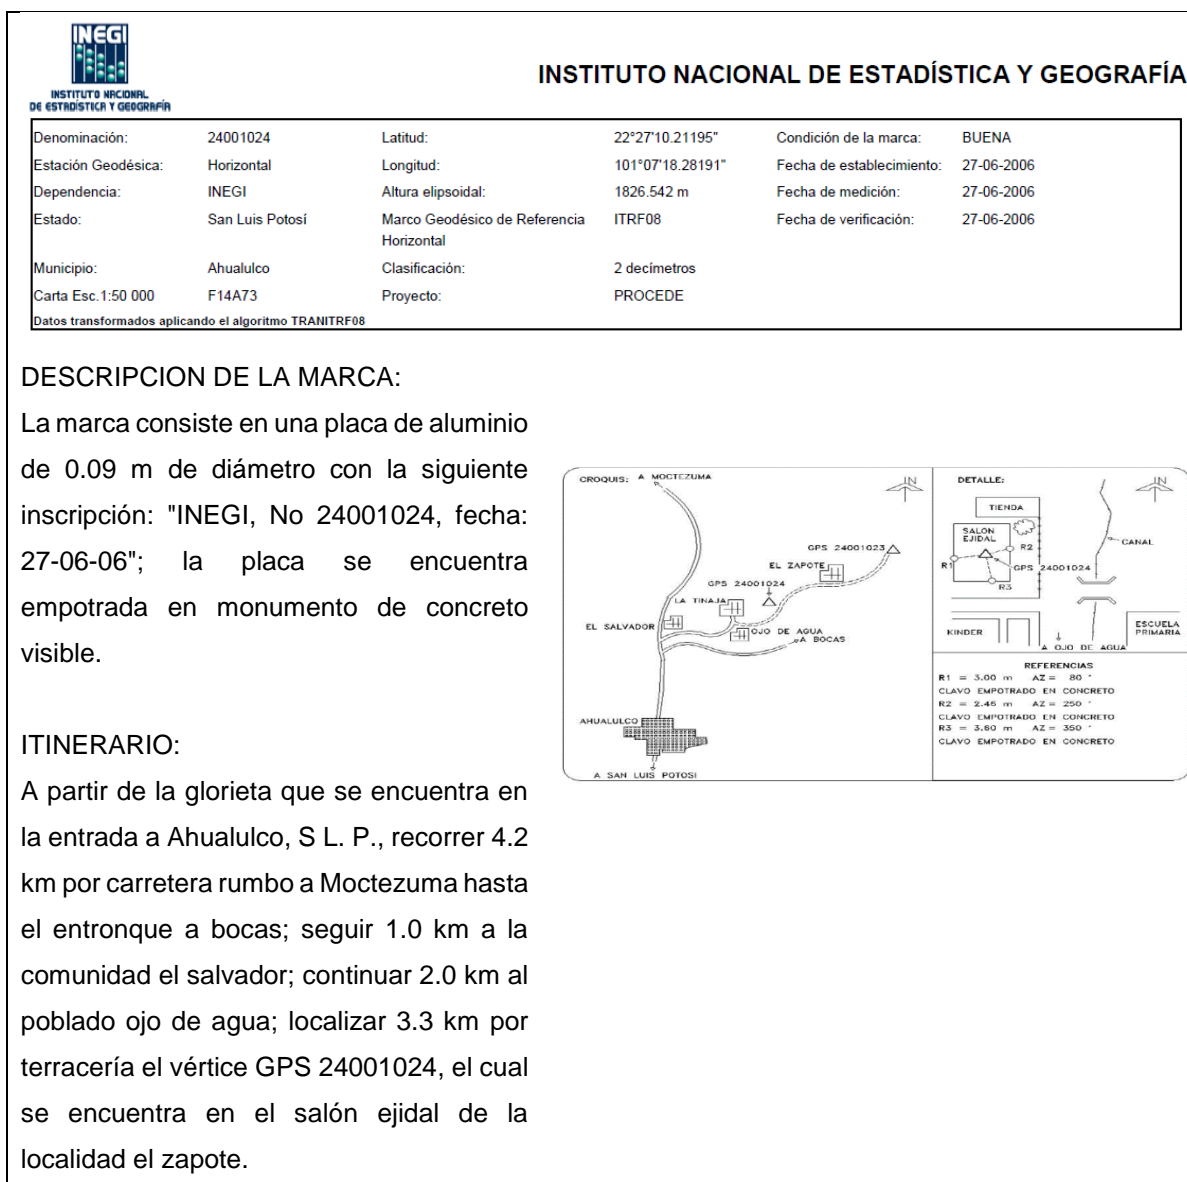 INEGI
INSTITUTO NACIONAL
DE ESTADÍSTICA Y GEOGRAFÍA
INSTITUTO NACIONAL DE ESTADÍSTICA Y GEOGRAFÍA
Denominación: 24001024 Latitud: 22°27'10.21195" Condición de la marca: BUENA
Estación Geodésica: Horizontal Longitud: 101°07'18.28191" Fecha de establecimiento: 27-06-2006
Dependencia: INEGI Altura elipsoidal: 1826.542 m Fecha de medición: 27-06-2006
Estado: San Luis Potosí Marco Geodésico de Referencia Horizontal ITRF08 Fecha de verificación: 27-06-2006
Municipio: Ahualulco Clasificación: 2 decímetros
Carta Esc.1:50 000 F14A73 Proyecto: PROCEDE
Datos transformados aplicando el algoritmo TRANITRF08
DESCRIPCION DE LA MARCA:
La marca consiste en una placa de aluminio
de 0.09 m de diámetro con la siguiente
inscripción: "INEGI, No 24001024, fecha:
27-06-06"; la placa se encuentra
empotrada en monumento de concreto
visible.
ITINERARIO:
A partir de la glorieta que se encuentra en
la entrada a Ahualulco, S L. P., recorrer 4.2
km por carretera rumbo a Moctezuma hasta
el entronque a bocas; seguir 1.0 km a la
comunidad el salvador; continuar 2.0 km al
poblado ojo de agua; localizar 3.3 km por
terracería el vértice GPS 24001024, el cual
se encuentra en el salón ejidal de la
localidad el zapote.
CROQUIS: A MOCTEZUMA
N
GPS 24001023
EL ZAPOTE
GPS 24001024
LA TINAJA
EL SALVADOR
OJO DE AGUA
A BOCAS
AHUALULCO
A SAN LUIS POTOSI
DETALLE:
N
TIENDA
SALON
EJIDAL
R2
CANAL
R1
GPS 24001024
R3
KINDER
ESCUELA
PRIMARIA
A OJO DE AGUA
REFERENCIAS
R1 = 3.00 m AZ = 80 °
CLAVO EMPOTRADO EN CONCRETO
R2 = 2.46 m AZ = 250 °
CLAVO EMPOTRADO EN CONCRETO
R3 = 3.60 m AZ = 350 °
CLAVO EMPOTRADO EN CONCRETO